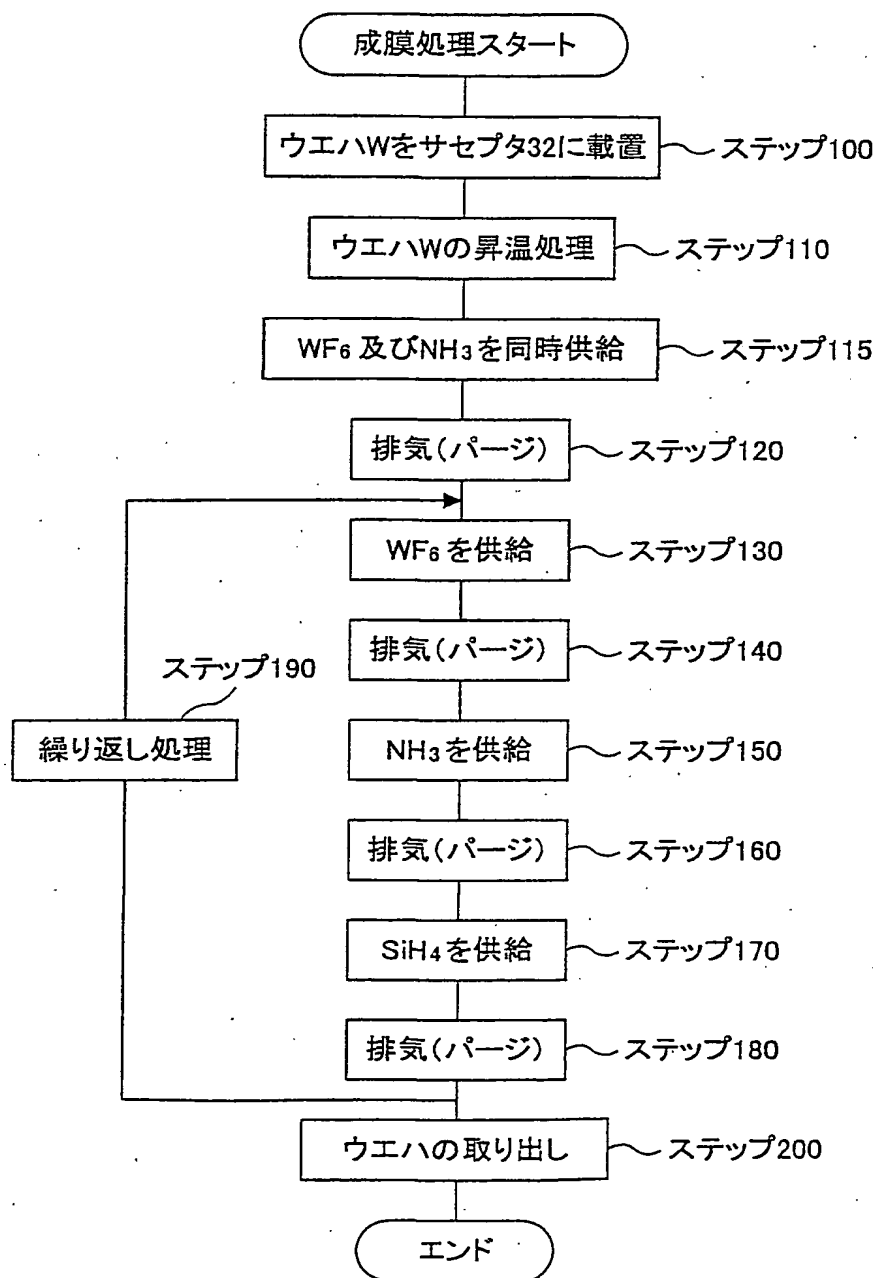 成膜処理スタート
ウエハWをサセプタ32に載置 ステップ100
ウエハWの昇温処理 ステップ110
WF6 及びNH3を同時供給 ステップ115
排気(パージ) ステップ120
WF6を供給 ステップ130
排気(パージ) ステップ140
ステップ190
繰り返し処理
NH3を供給 ステップ150
排気(パージ) ステップ160
SiH4を供給 ステップ170
排気(パージ) ステップ180
ウエハの取り出し ステップ200
エンド